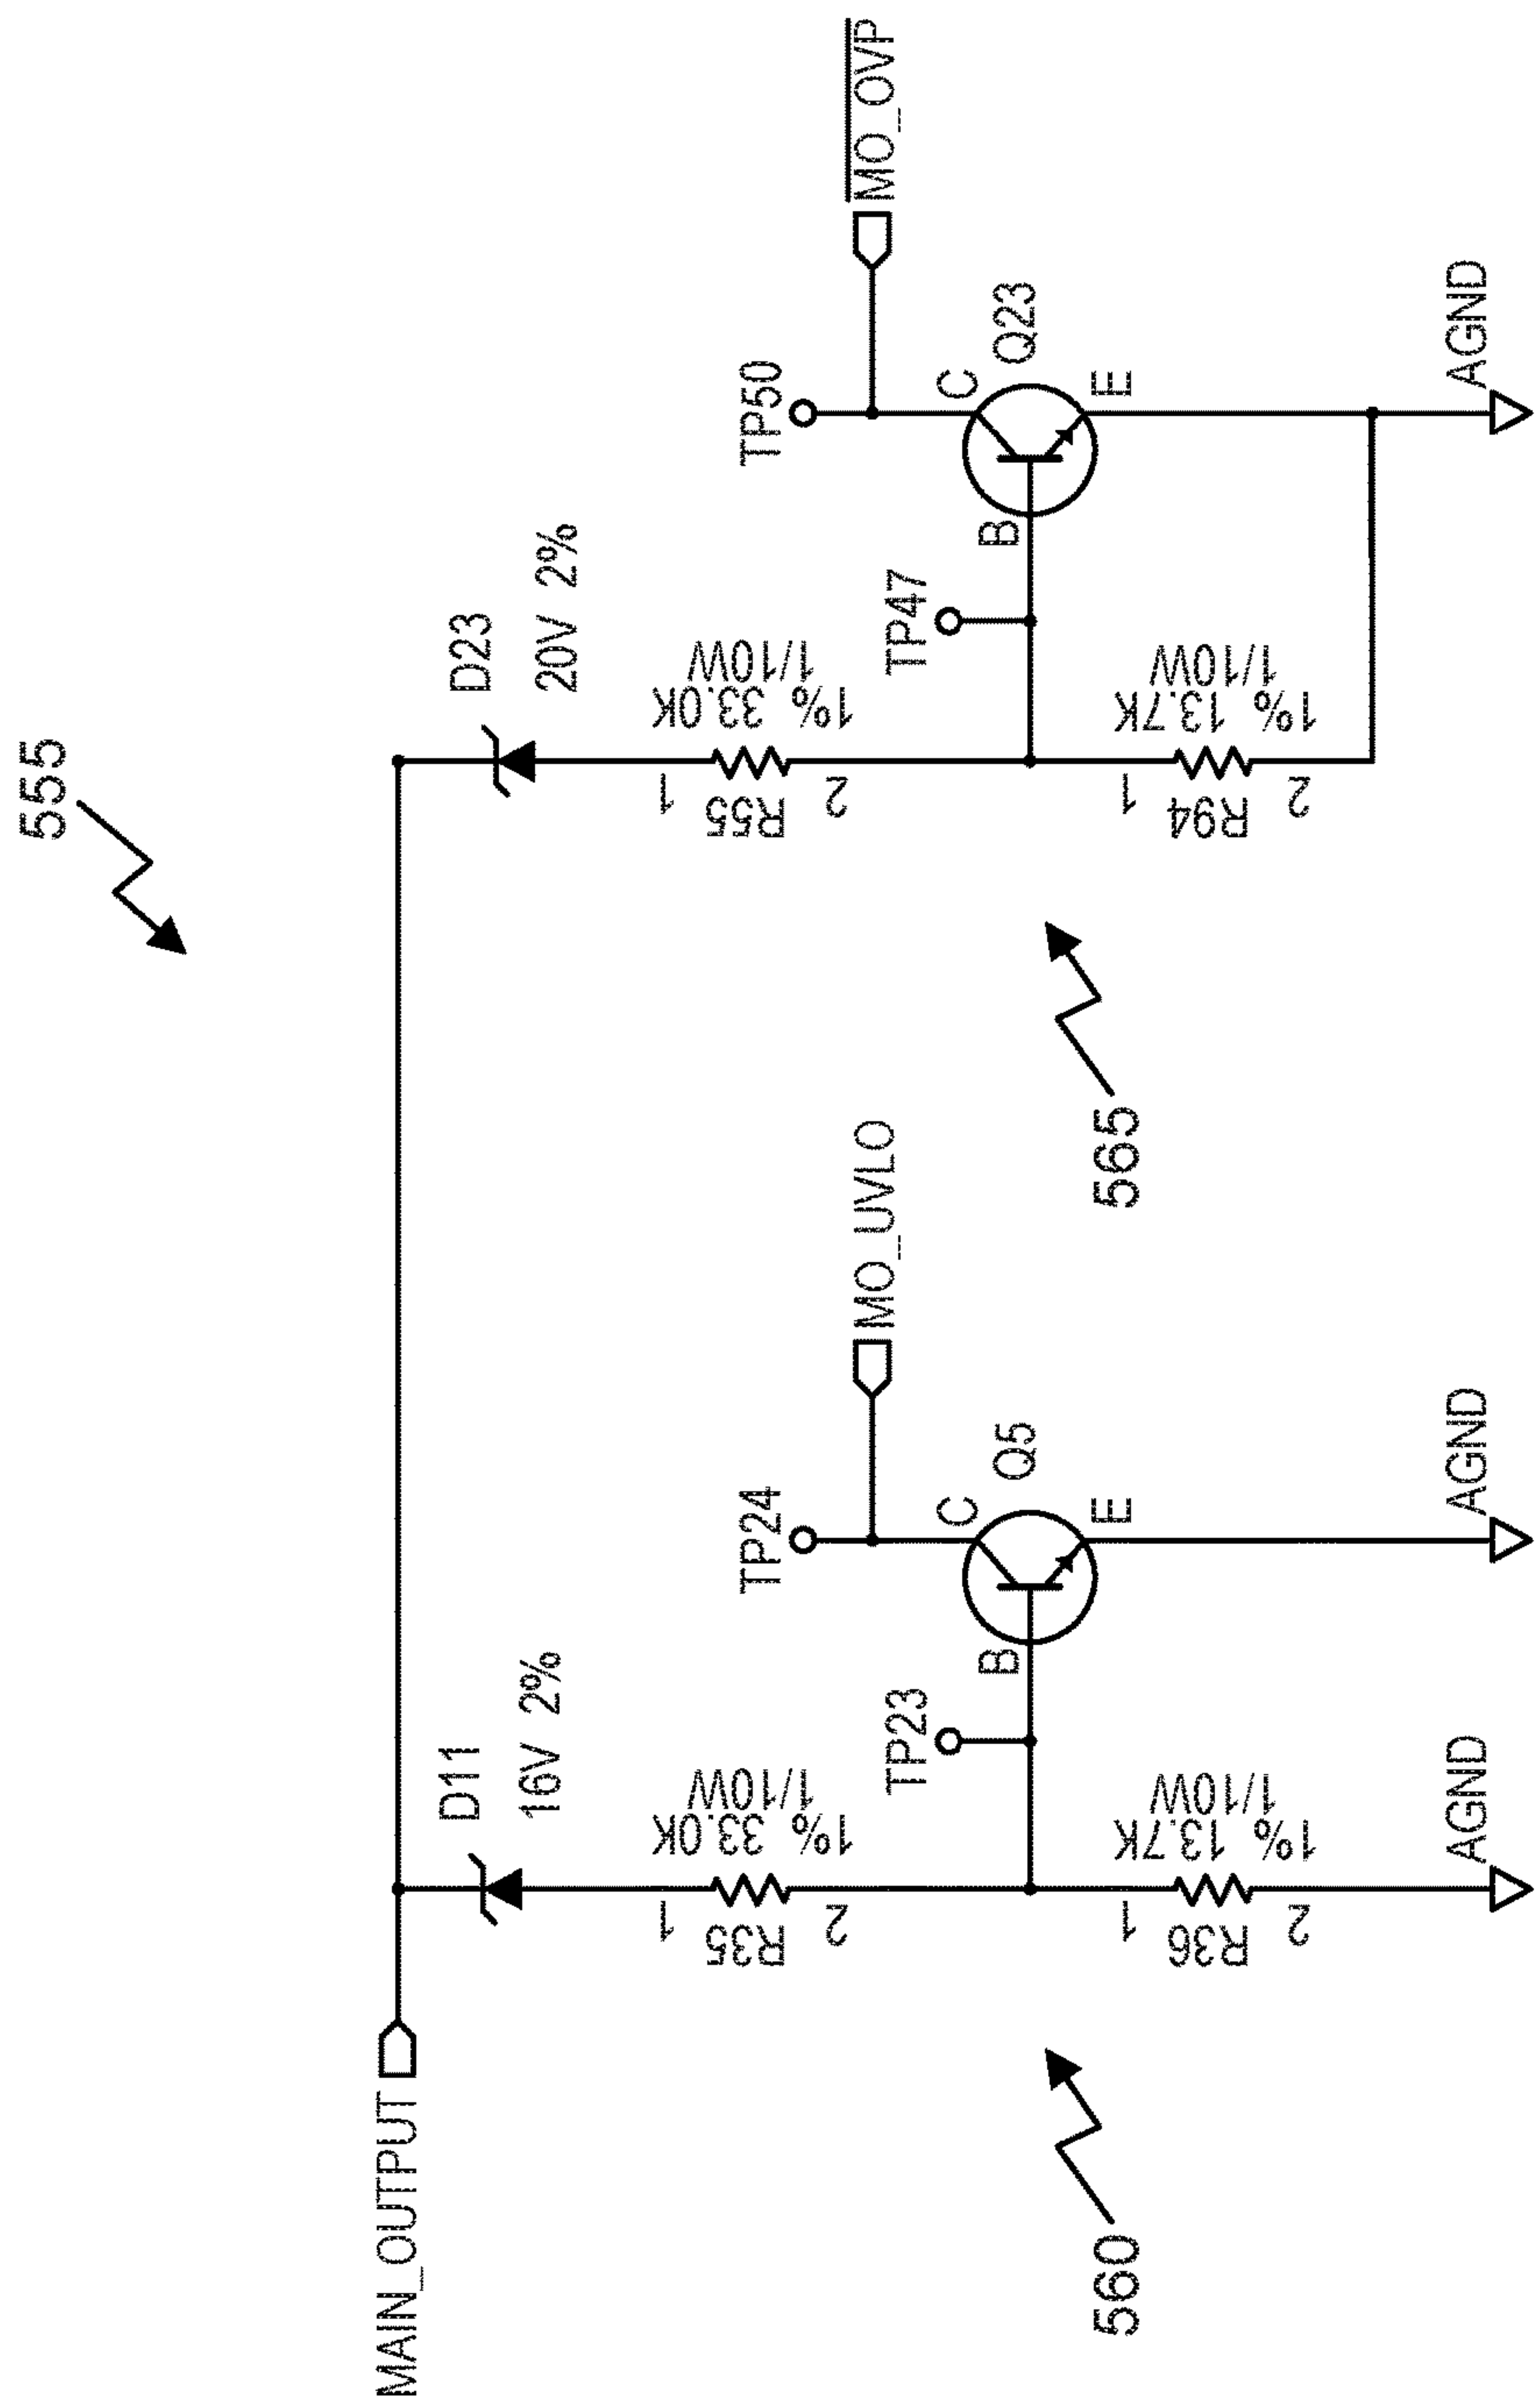 555
MAIN_OUTPUT
D11
16V 2%
R35
1
2
1% 33.0K
1/10W
TP23
R36
1
2
1% 13.7K
1/10W
AGND
TP24
B
C
E
Q5
MO_UVLO
AGND
560
D23
20V 2%
R55
1
2
1% 33.0K
1/10W
TP47
R94
1
2
1% 13.7K
1/10W
TP50
B
C
E
Q23
MO_OVP
AGND
565